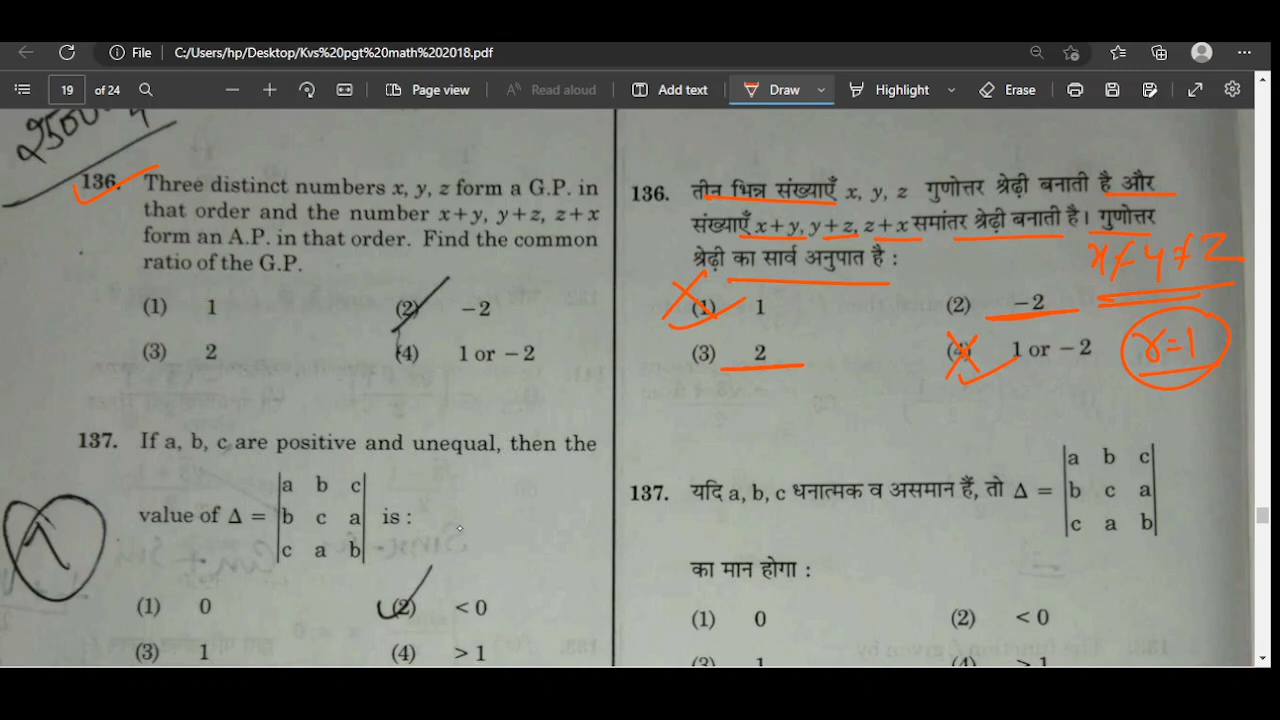 File C:/Users/hp/Desktop/Kvs%20pgt%20math%202018.pdf
19 of 24 Page view Read aloud Add text Draw Highlight Erase
2500
136. Three distinct numbers x, y, z form a G.P. in
that order and the number x+y, y+z, z+x
form an A.P. in that order. Find the common
ratio of the G.P.
(1) 1 (2) −2
(3) 2 (4) 1 or −2
137. If a, b, c are positive and unequal, then the
value of Δ = |a b c|
|b c a| is :
|c a b|
(1) 0 (2) < 0
(3) 1 (4) > 1
136. तीन भिन्न संख्याएँ x, y, z गुणोत्तर श्रेढ़ी बनाती है और
संख्याएँ x+y, y+z, z+x समांतर श्रेढ़ी बनाती है। गुणोत्तर
श्रेढ़ी का सार्व अनुपात है :
x≠y≠z
(1) 1 (2) −2
(3) 2 (4) 1 or −2
r=1
137. यदि a, b, c धनात्मक व असमान हैं, तो Δ = |a b c|
|b c a|
|c a b|
का मान होगा :
(1) 0 (2) < 0
(3) 1 (4) > 1